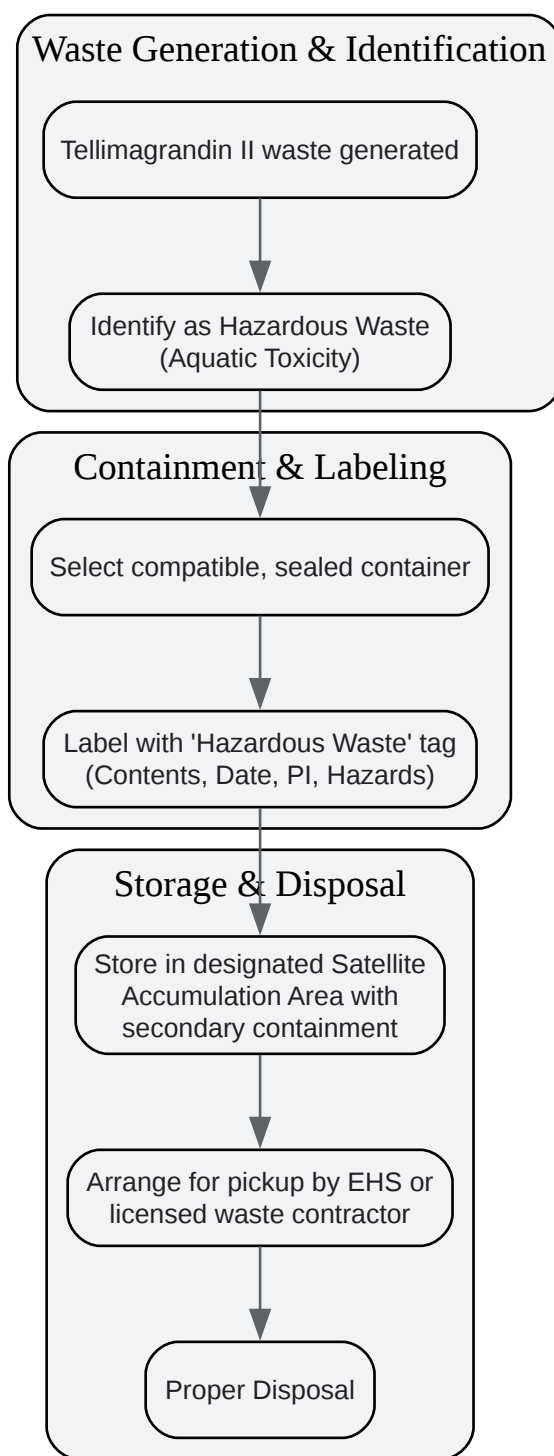 Waste Generation & Identification
Tellimagrandin II waste generated
Identify as Hazardous Waste
(Aquatic Toxicity)
Containment & Labeling
Select compatible, sealed container
Label with 'Hazardous Waste' tag
(Contents, Date, PI, Hazards)
Storage & Disposal
Store in designated Satellite
Accumulation Area with
secondary containment
Arrange for pickup by EHS or
licensed waste contractor
Proper Disposal